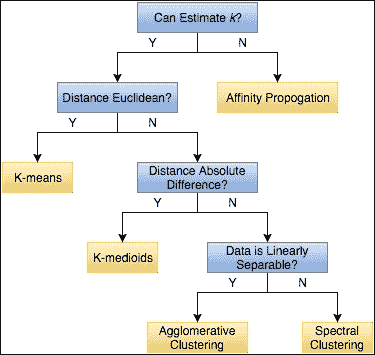 Can Estimate k?
Y N
Distance Euclidean?
Affinity Propogation
Y N
K-means
Distance Absolute
Difference?
Y N
K-medioids
Data is Linearly
Separable?
Y N
Agglomerative
Clustering
Spectral
Clustering